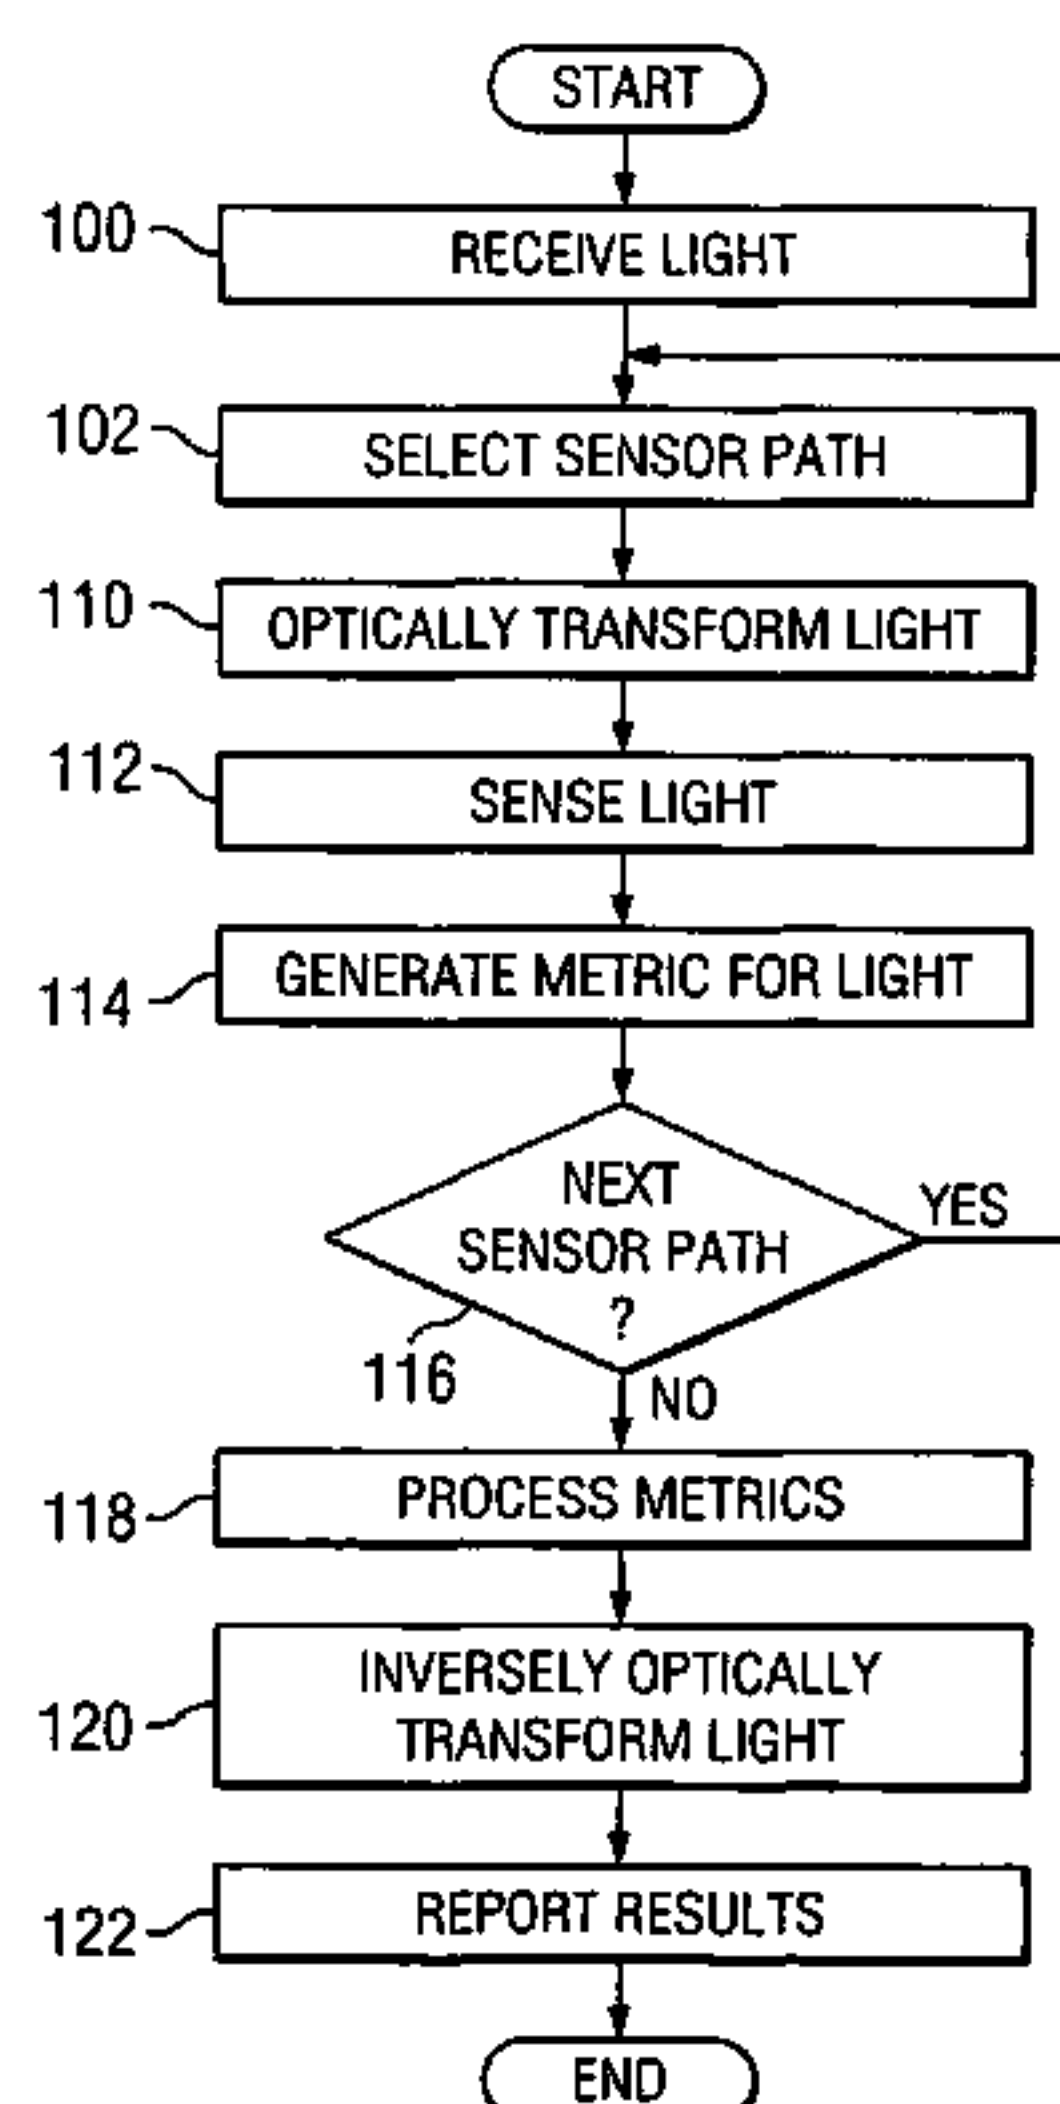 START
100
RECEIVE LIGHT
102
SELECT SENSOR PATH
110
OPTICALLY TRANSFORM LIGHT
112
SENSE LIGHT
114
GENERATE METRIC FOR LIGHT
NEXT
SENSOR PATH
?
YES
116
NO
118
PROCESS METRICS
120
INVERSELY OPTICALLY
TRANSFORM LIGHT
122
REPORT RESULTS
END